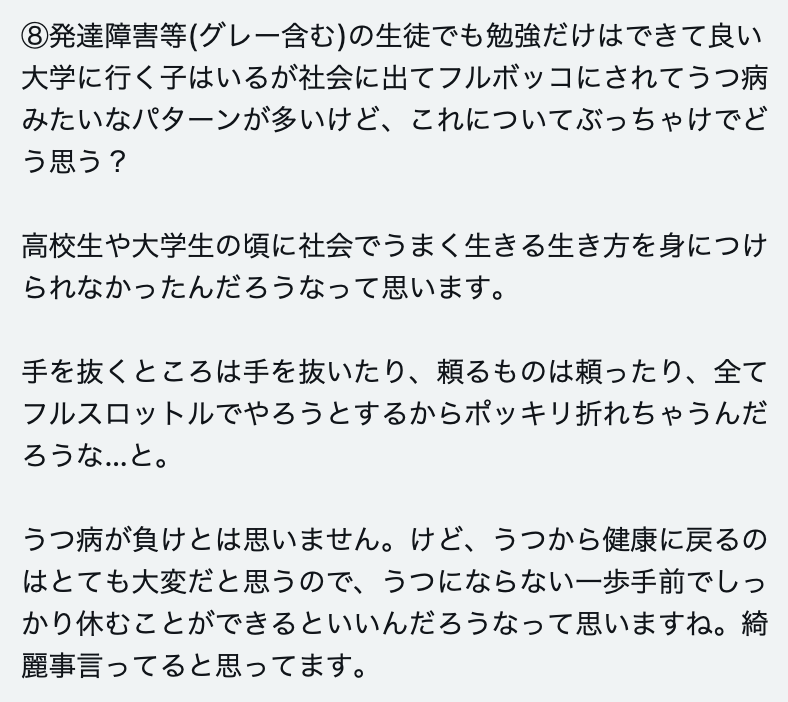 ⑧発達障害等(グレー含む)の生徒でも勉強だけはできて良い
大学に行く子はいるが社会に出てフルボッコにされてうつ病
みたいなパターンが多いけど、これについてぶっちゃけでど
う思う？
高校生や大学生の頃に社会でうまく生きる生き方を身につけ
られなかったんだろうなって思います。
手を抜くところは手を抜いたり、頼るものは頼ったり、全て
フルスロットルでやろうとするからポッキリ折れちゃうんだ
ろうな...と。
うつ病が負けとは思いません。けど、うつから健康に戻るの
はとても大変だと思うので、うつにならない一歩手前でしっ
かり休むことができるといいんだろうなって思いますね。綺
麗事言ってると思ってます。